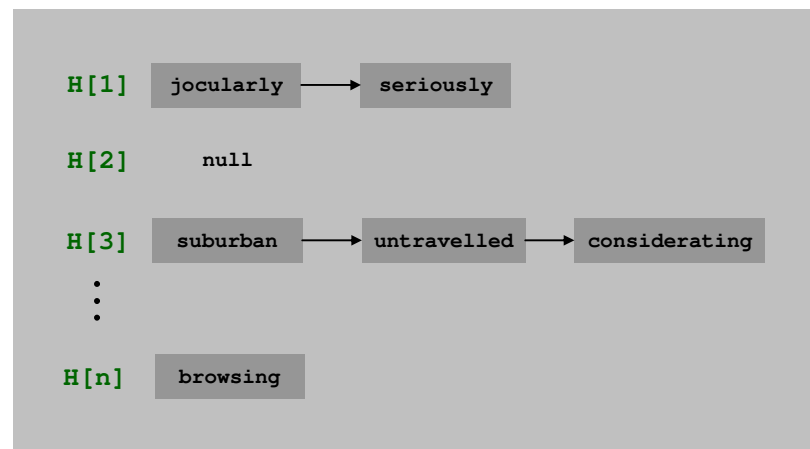 H[1] jocularly seriously
H[2] null
H[3] suburban untravelled considerating
H[n] browsing